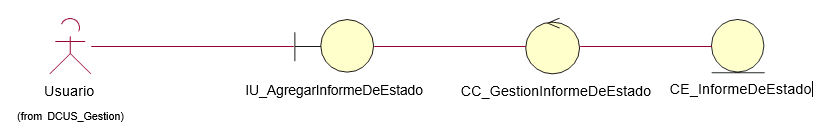 Usuario
IU_AgregarInformeDeEstado
CC_GestionInformeDeEstado
CE_InformeDeEstado
(from DCUS_Gestion)